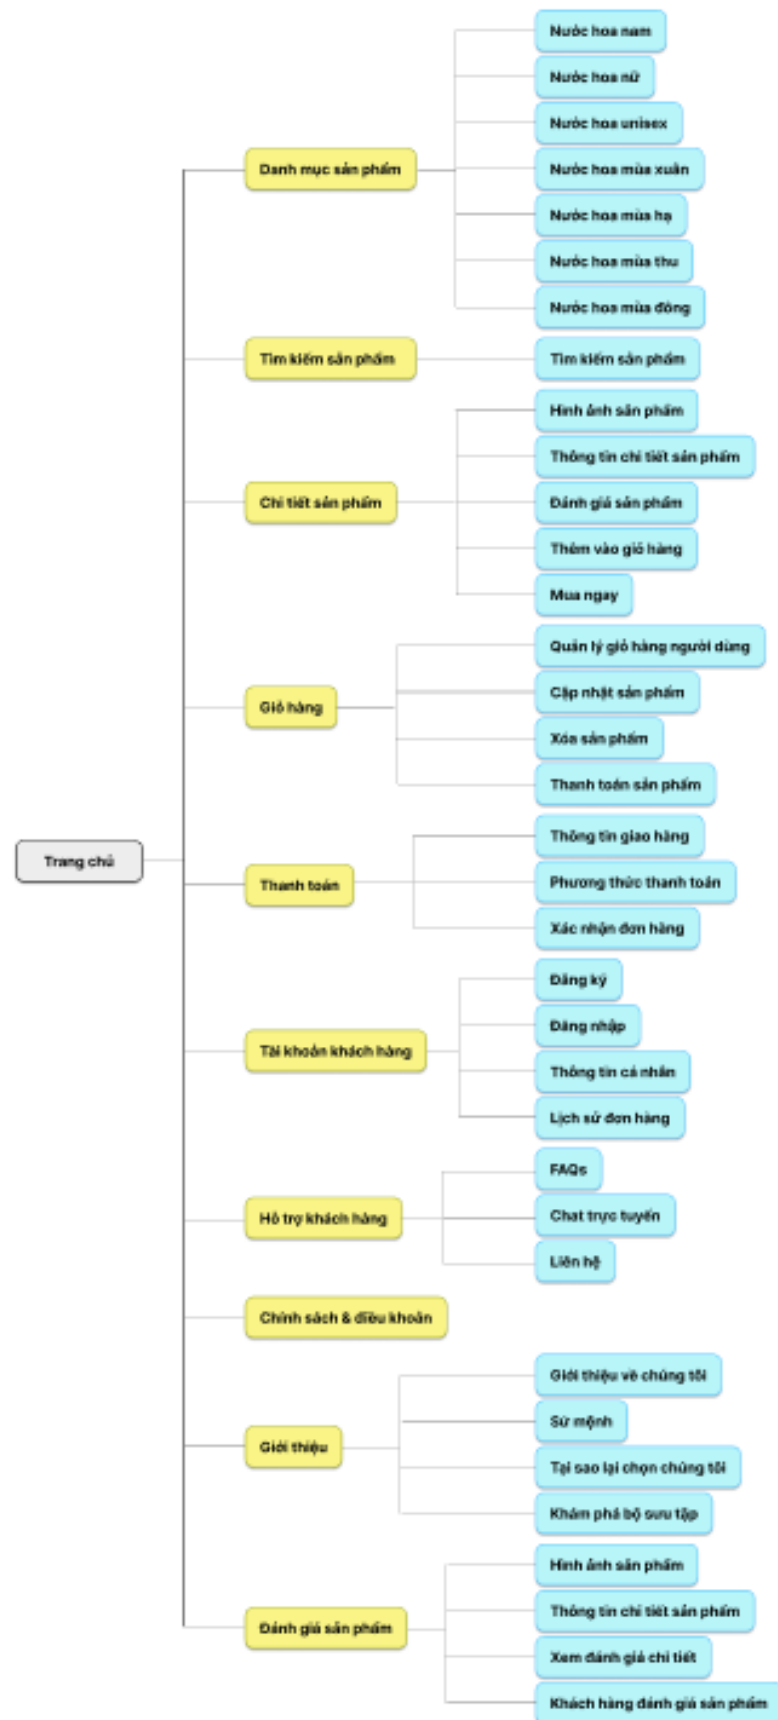 Trang chủ
Danh mục sản phẩm
Nước hoa nam
Nước hoa nữ
Nước hoa unisex
Nước hoa mùa xuân
Nước hoa mùa hạ
Nước hoa mùa thu
Nước hoa mùa đông
Tìm kiếm sản phẩm
Tìm kiếm sản phẩm
Chi tiết sản phẩm
Hình ảnh sản phẩm
Thông tin chi tiết sản phẩm
Đánh giá sản phẩm
Thêm vào giỏ hàng
Mua ngay
Giỏ hàng
Quản lý giỏ hàng người dùng
Cập nhật sản phẩm
Xóa sản phẩm
Thanh toán sản phẩm
Thanh toán
Thông tin giao hàng
Phương thức thanh toán
Xác nhận đơn hàng
Tài khoản khách hàng
Đăng ký
Đăng nhập
Thông tin cá nhân
Lịch sử đơn hàng
Hỗ trợ khách hàng
FAQs
Chat trực tuyến
Liên hệ
Chính sách & điều khoản
Giới thiệu
Giới thiệu về chúng tôi
Sứ mệnh
Tại sao lại chọn chúng tôi
Khám phá bộ sưu tập
Đánh giá sản phẩm
Hình ảnh sản phẩm
Thông tin chi tiết sản phẩm
Xem đánh giá chi tiết
Khách hàng đánh giá sản phẩm